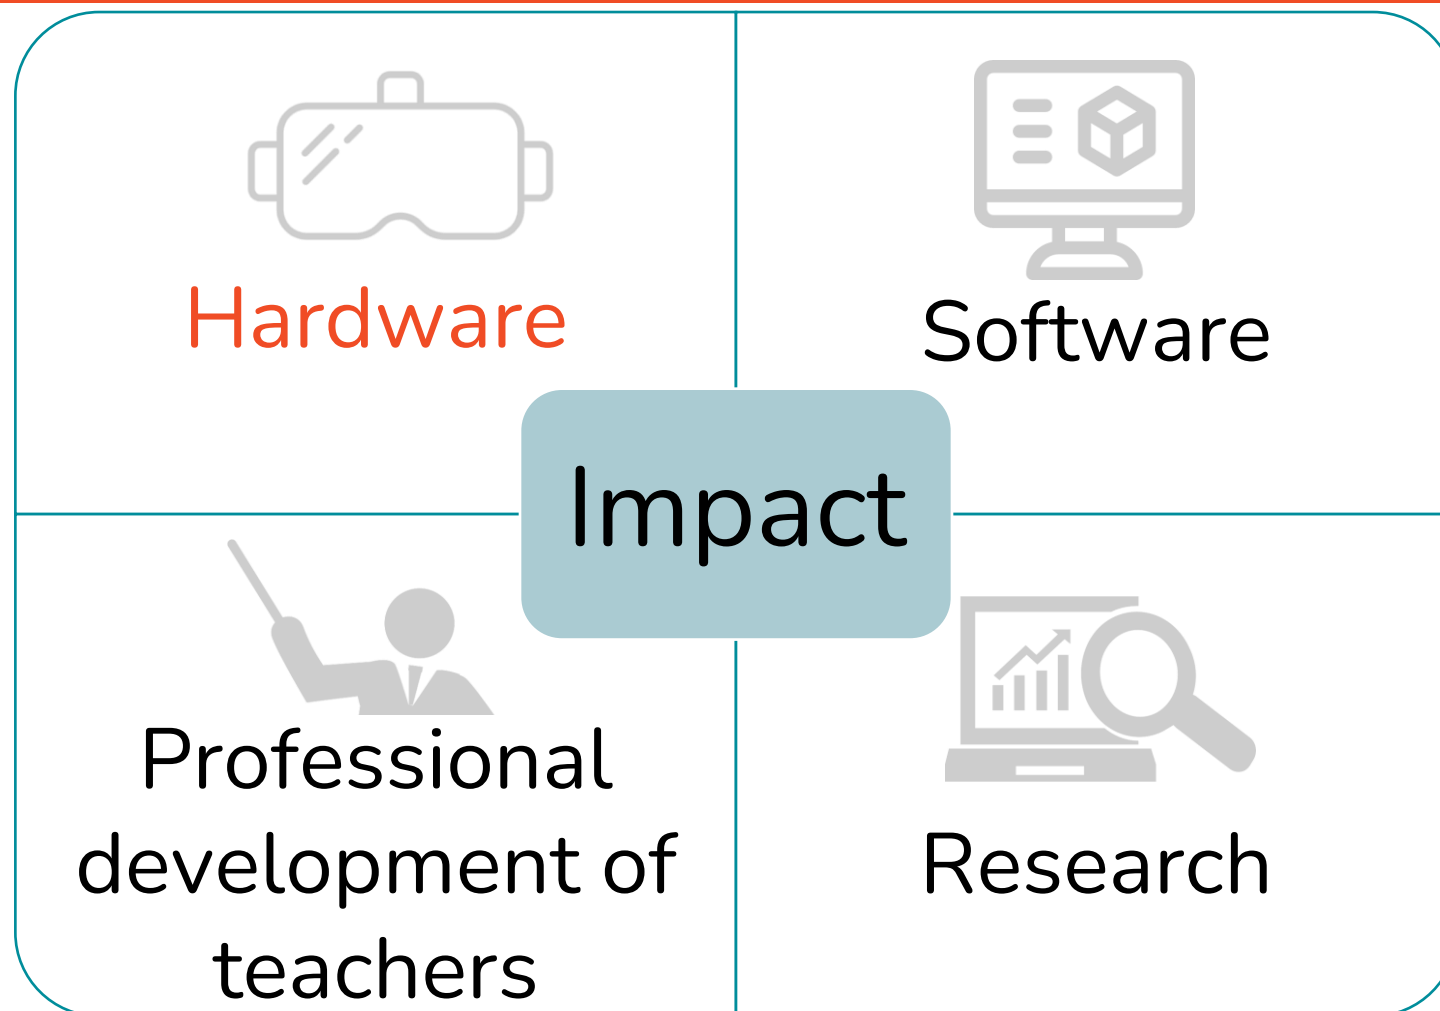 Hardware
Software
Impact
Professional
development of
teachers
Research